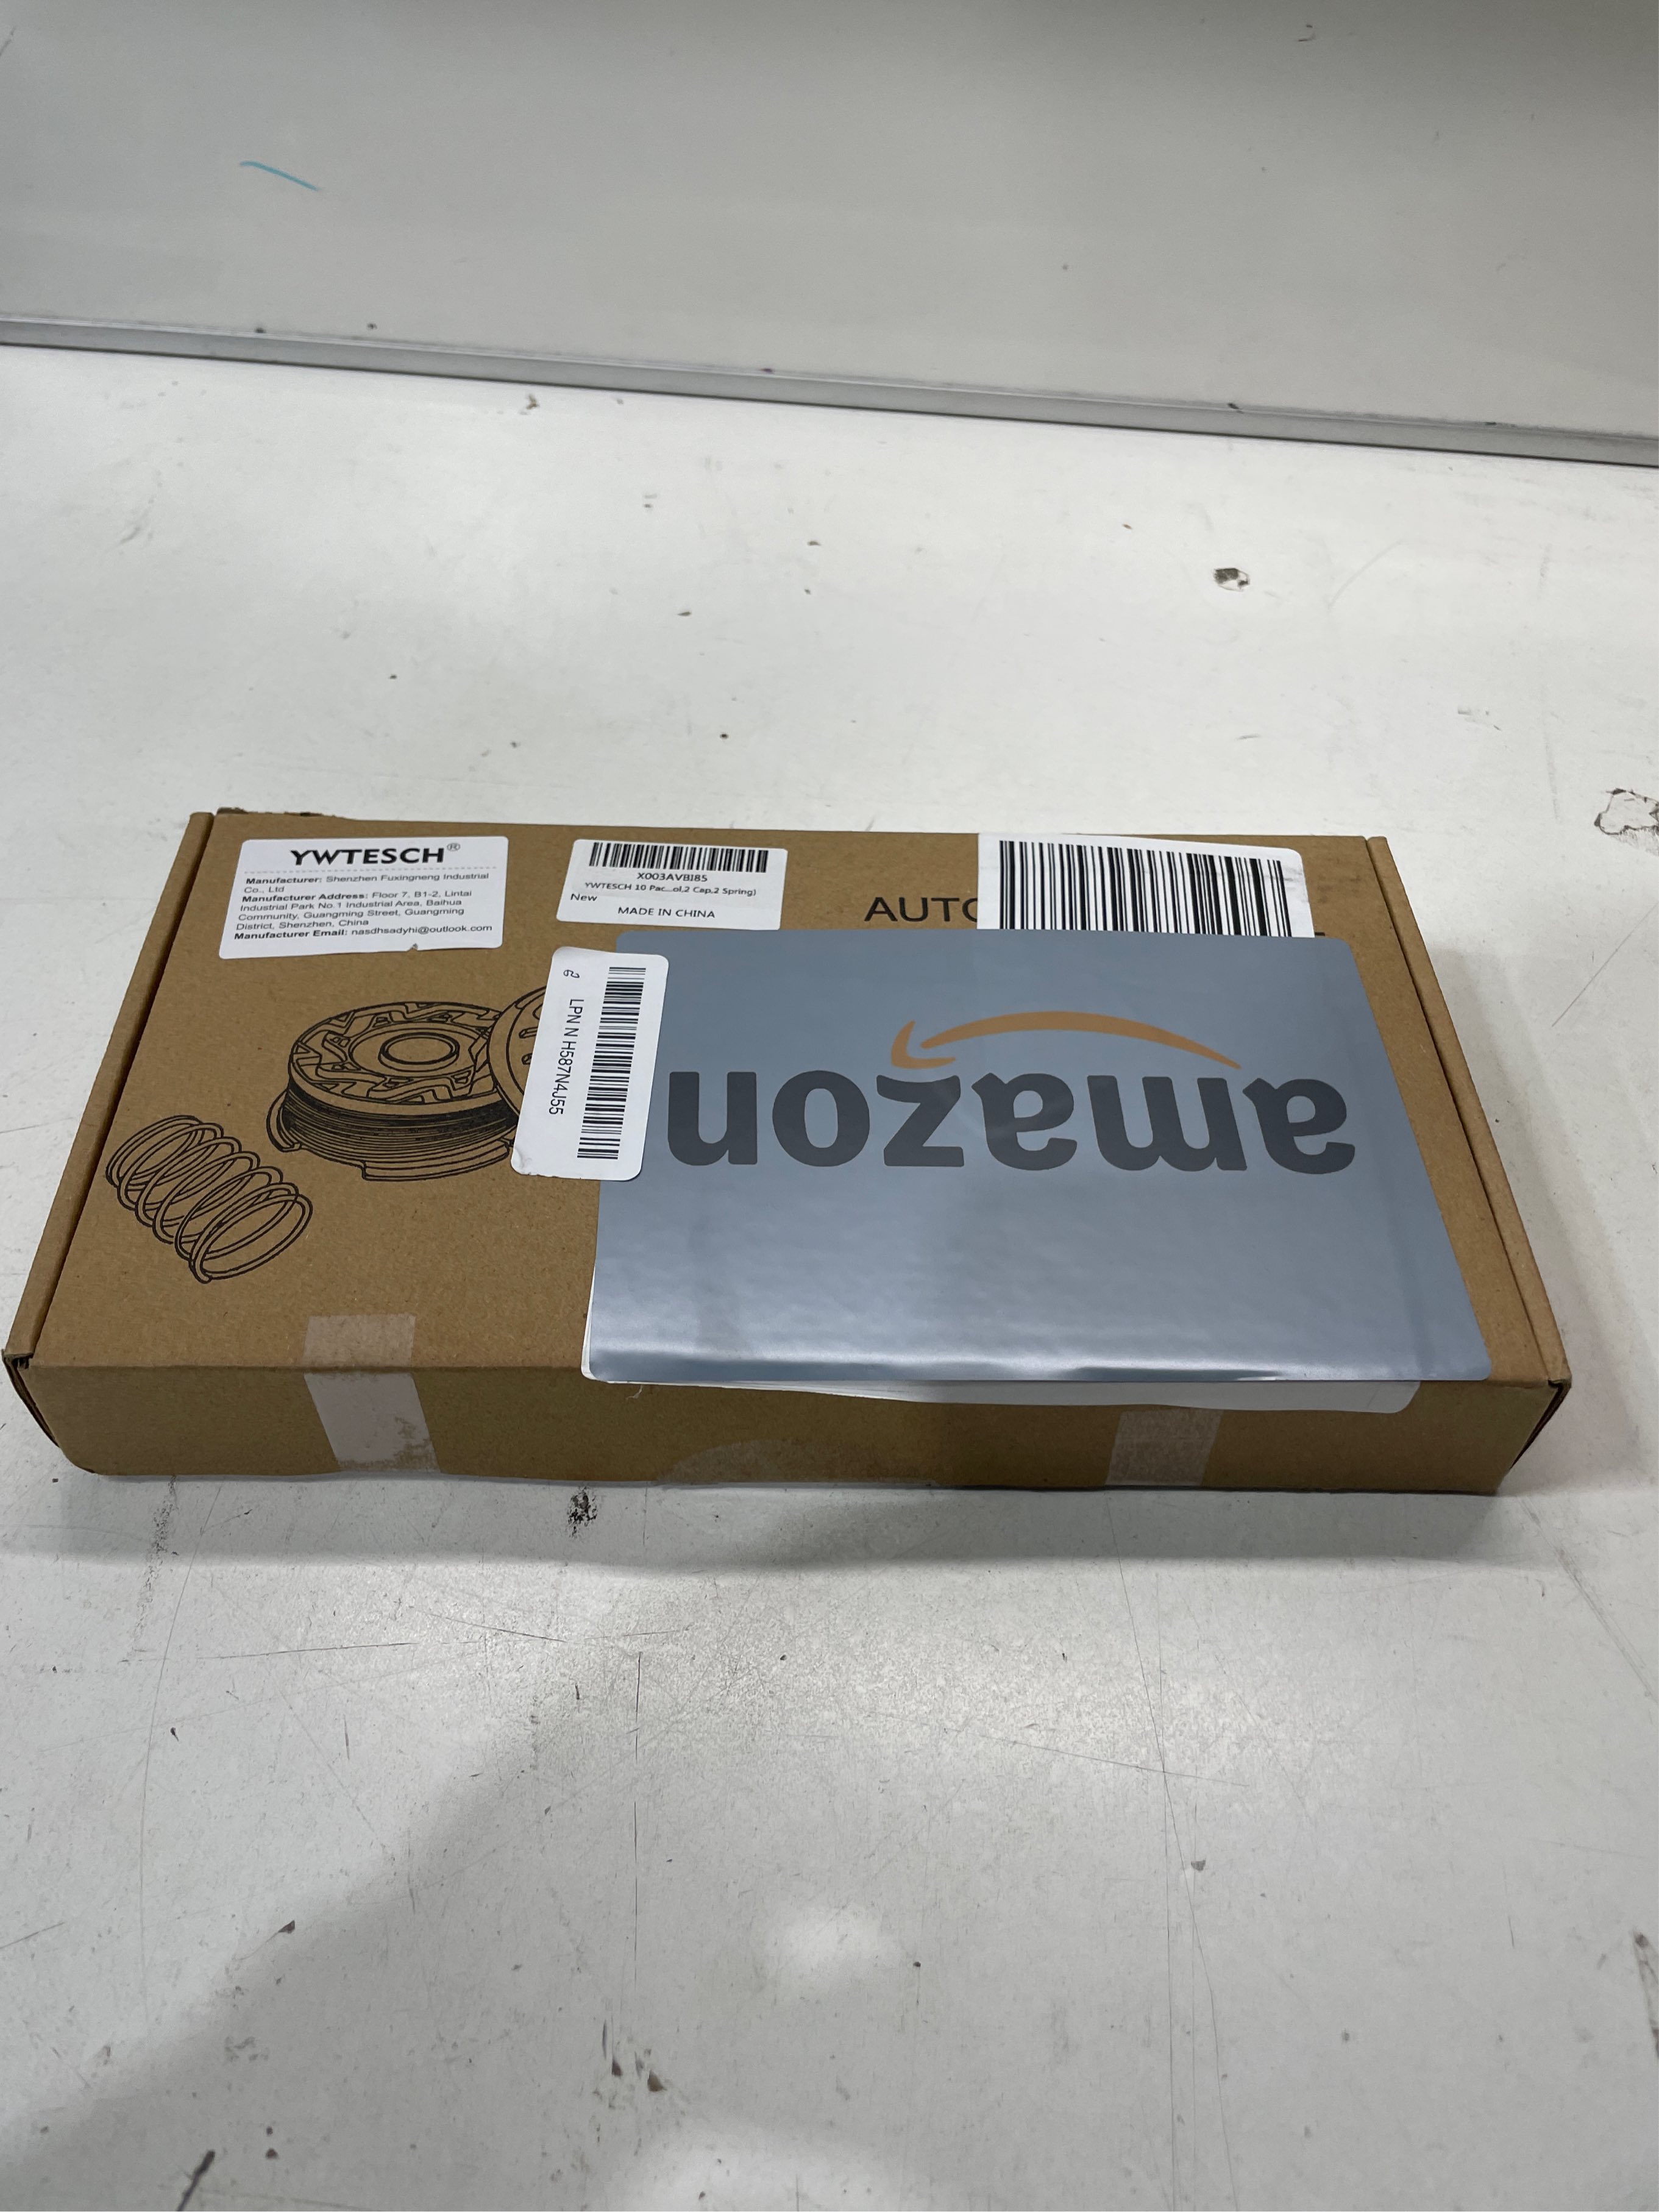 YWTESCH®
Manufacturer: Shenzhen Fuxingneng Industrial
Co., Ltd
Manufacturer Address: Floor 7, B1-2, Lintai
Industrial Park No.1 Industrial Area, Baihua
Community, Guangming Street, Guangming
District, Shenzhen, China
Manufacturer Email: nasdhsadyhi@outlook.com
X003AVBI85
YWTESCH 10 Pac...ol,2 Cap,2 Spring)
New
MADE IN CHINA
AUTO
LPN N H587N4J55
amazon